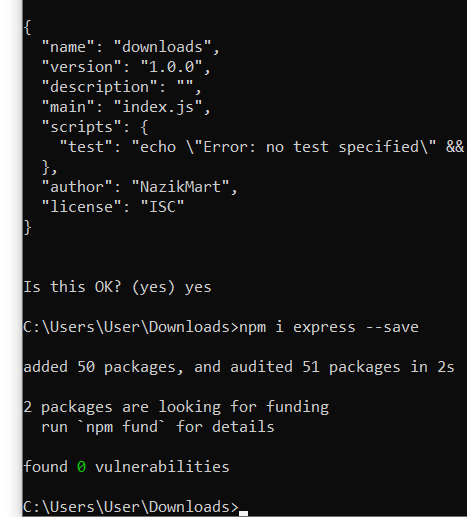 {
  "name": "downloads",
  "version": "1.0.0",
  "description": "",
  "main": "index.js",
  "scripts": {
    "test": "echo \"Error: no test specified\" &&
  },
  "author": "NazikMart",
  "license": "ISC"
}
Is this OK? (yes) yes
C:\Users\User\Downloads>npm i express --save
added 50 packages, and audited 51 packages in 2s
2 packages are looking for funding
  run `npm fund` for details
found 0 vulnerabilities
C:\Users\User\Downloads>